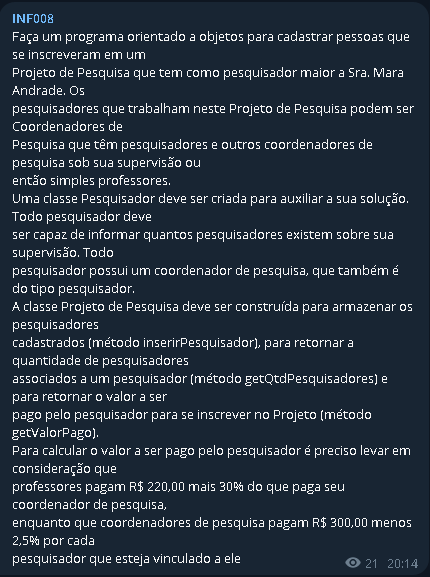 INF008
Faça um programa orientado a objetos para cadastrar pessoas que
se inscreveram em um
Projeto de Pesquisa que tem como pesquisador maior a Sra. Mara
Andrade. Os
pesquisadores que trabalham neste Projeto de Pesquisa podem ser
Coordenadores de
Pesquisa que têm pesquisadores e outros coordenadores de
pesquisa sob sua supervisão ou
então simples professores.
Uma classe Pesquisador deve ser criada para auxiliar a sua solução.
Todo pesquisador deve
ser capaz de informar quantos pesquisadores existem sobre sua
supervisão. Todo
pesquisador possui um coordenador de pesquisa, que também é
do tipo pesquisador.
A classe Projeto de Pesquisa deve ser construída para armazenar os
pesquisadores
cadastrados (método inserirPesquisador), para retornar a
quantidade de pesquisadores
associados a um pesquisador (método getQtdPesquisadores) e
para retornar o valor a ser
pago pelo pesquisador para se inscrever no Projeto (método
getValorPago).
Para calcular o valor a ser pago pelo pesquisador é preciso levar em
consideração que
professores pagam R$ 220,00 mais 30% do que paga seu
coordenador de pesquisa,
enquanto que coordenadores de pesquisa pagam R$ 300,00 menos
2,5% por cada
pesquisador que esteja vinculado a ele
21 20:14